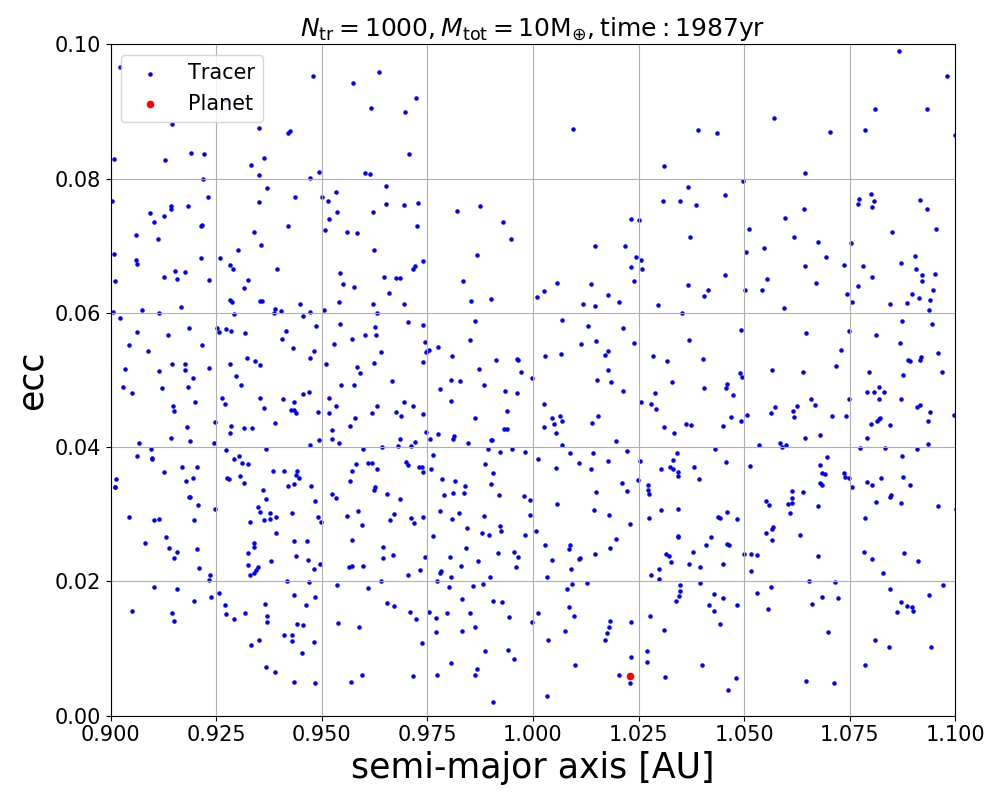 N_tr = 1000, M_tot = 10M_⊕, time : 1987yr
Tracer
Planet
ecc
0.10
0.08
0.06
0.04
0.02
0.00
0.900 0.925 0.950 0.975 1.000 1.025 1.050 1.075 1.100
semi-major axis [AU]